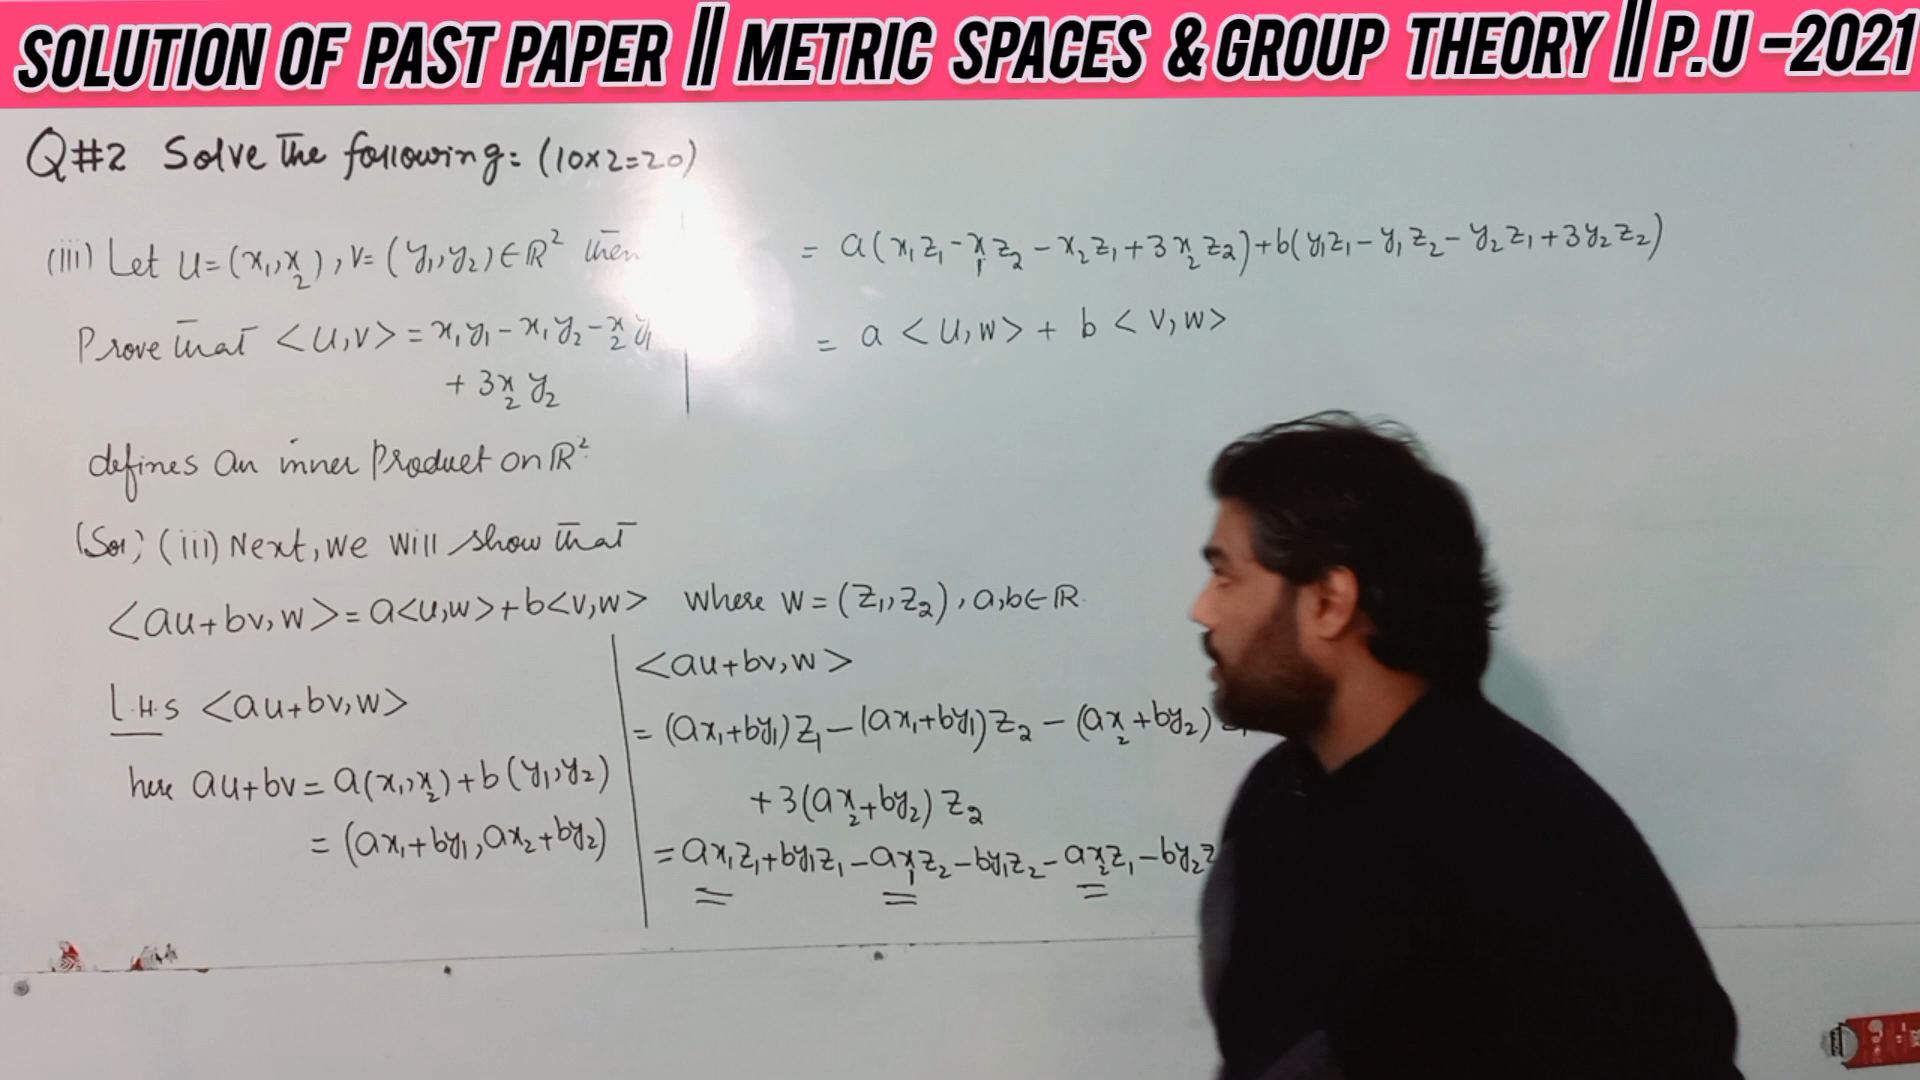 SOLUTION OF PAST PAPER || METRIC SPACES & GROUP THEORY || P.U -2021
Q#2 Solve the following: (10×2=20)
(iii) Let u=(x₁,x₂), v=(y₁,y₂)∈ℝ² then
Prove that <u,v> = x₁y₁-x₁y₂-x₂y₁
+ 3x₂y₂
defines an inner Product on ℝ²
= a(x₁z₁-x₁z₂-x₂z₁+3x₂z₂)+b(y₁z₁-y₁z₂-y₂z₁+3y₂z₂)
= a <u,w> + b <v,w>
(Sol) (iii) Next, we will show that
<au+bv,w> = a<u,w>+b<v,w> where w=(z₁,z₂), a,b∈ℝ.
L.H.S <au+bv,w>
here au+bv = a(x₁,x₂)+b(y₁,y₂)
= (ax₁+by₁,ax₂+by₂)
<au+bv,w>
= (ax₁+by₁)z₁-(ax₁+by₁)z₂-(ax₂+by₂)z₁
+3(ax₂+by₂)z₂
= ax₁z₁+by₁z₁-ax₁z₂-by₁z₂-ax₂z₁-by₂z